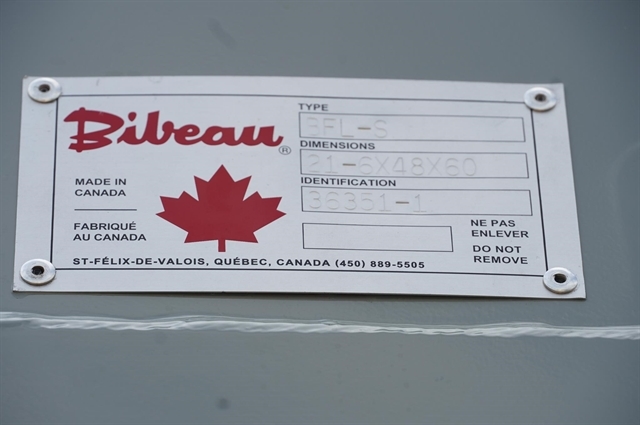 Bibeau®
MADE IN
CANADA
FABRIQUÉ
AU CANADA
TYPE
BFL-S
DIMENSIONS
21-6X48X60
IDENTIFICATION
36351-1
NE PAS
ENLEVER
DO NOT
REMOVE
ST-FÉLIX-DE-VALOIS, QUÉBEC, CANADA (450) 889-5505